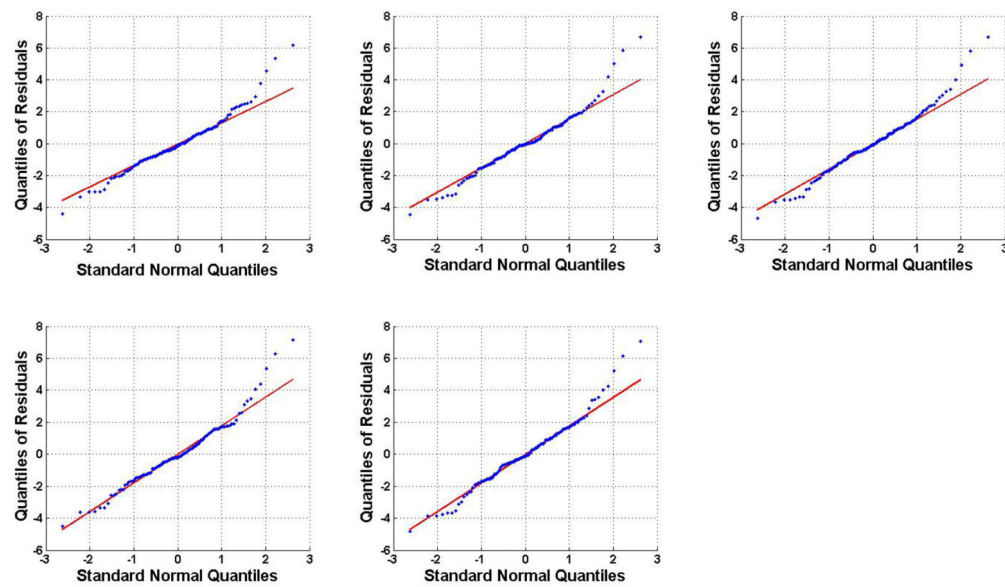 8
6
4
2
0
-2
-4
-6
Quantiles of Residuals
-3 -2 -1 0 1 2 3
Standard Normal Quantiles
8
6
4
2
0
-2
-4
-6
Quantiles of Residuals
-3 -2 -1 0 1 2 3
Standard Normal Quantiles
8
6
4
2
0
-2
-4
-6
Quantiles of Residuals
-3 -2 -1 0 1 2 3
Standard Normal Quantiles
8
6
4
2
0
-2
-4
-6
Quantiles of Residuals
-3 -2 -1 0 1 2 3
Standard Normal Quantiles
8
6
4
2
0
-2
-4
-6
Quantiles of Residuals
-3 -2 -1 0 1 2 3
Standard Normal Quantiles